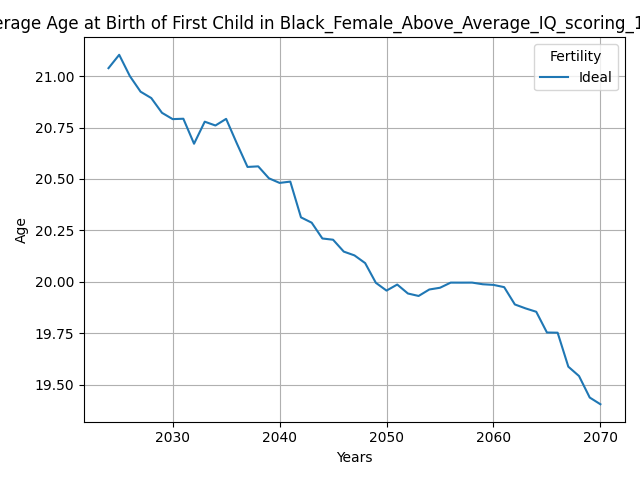 erage Age at Birth of First Child in Black_Female_Above_Average_IQ_scoring_1
Fertility
Ideal
21.00
20.75
20.50
20.25
20.00
19.75
19.50
Age
2030 2040 2050 2060 2070
Years